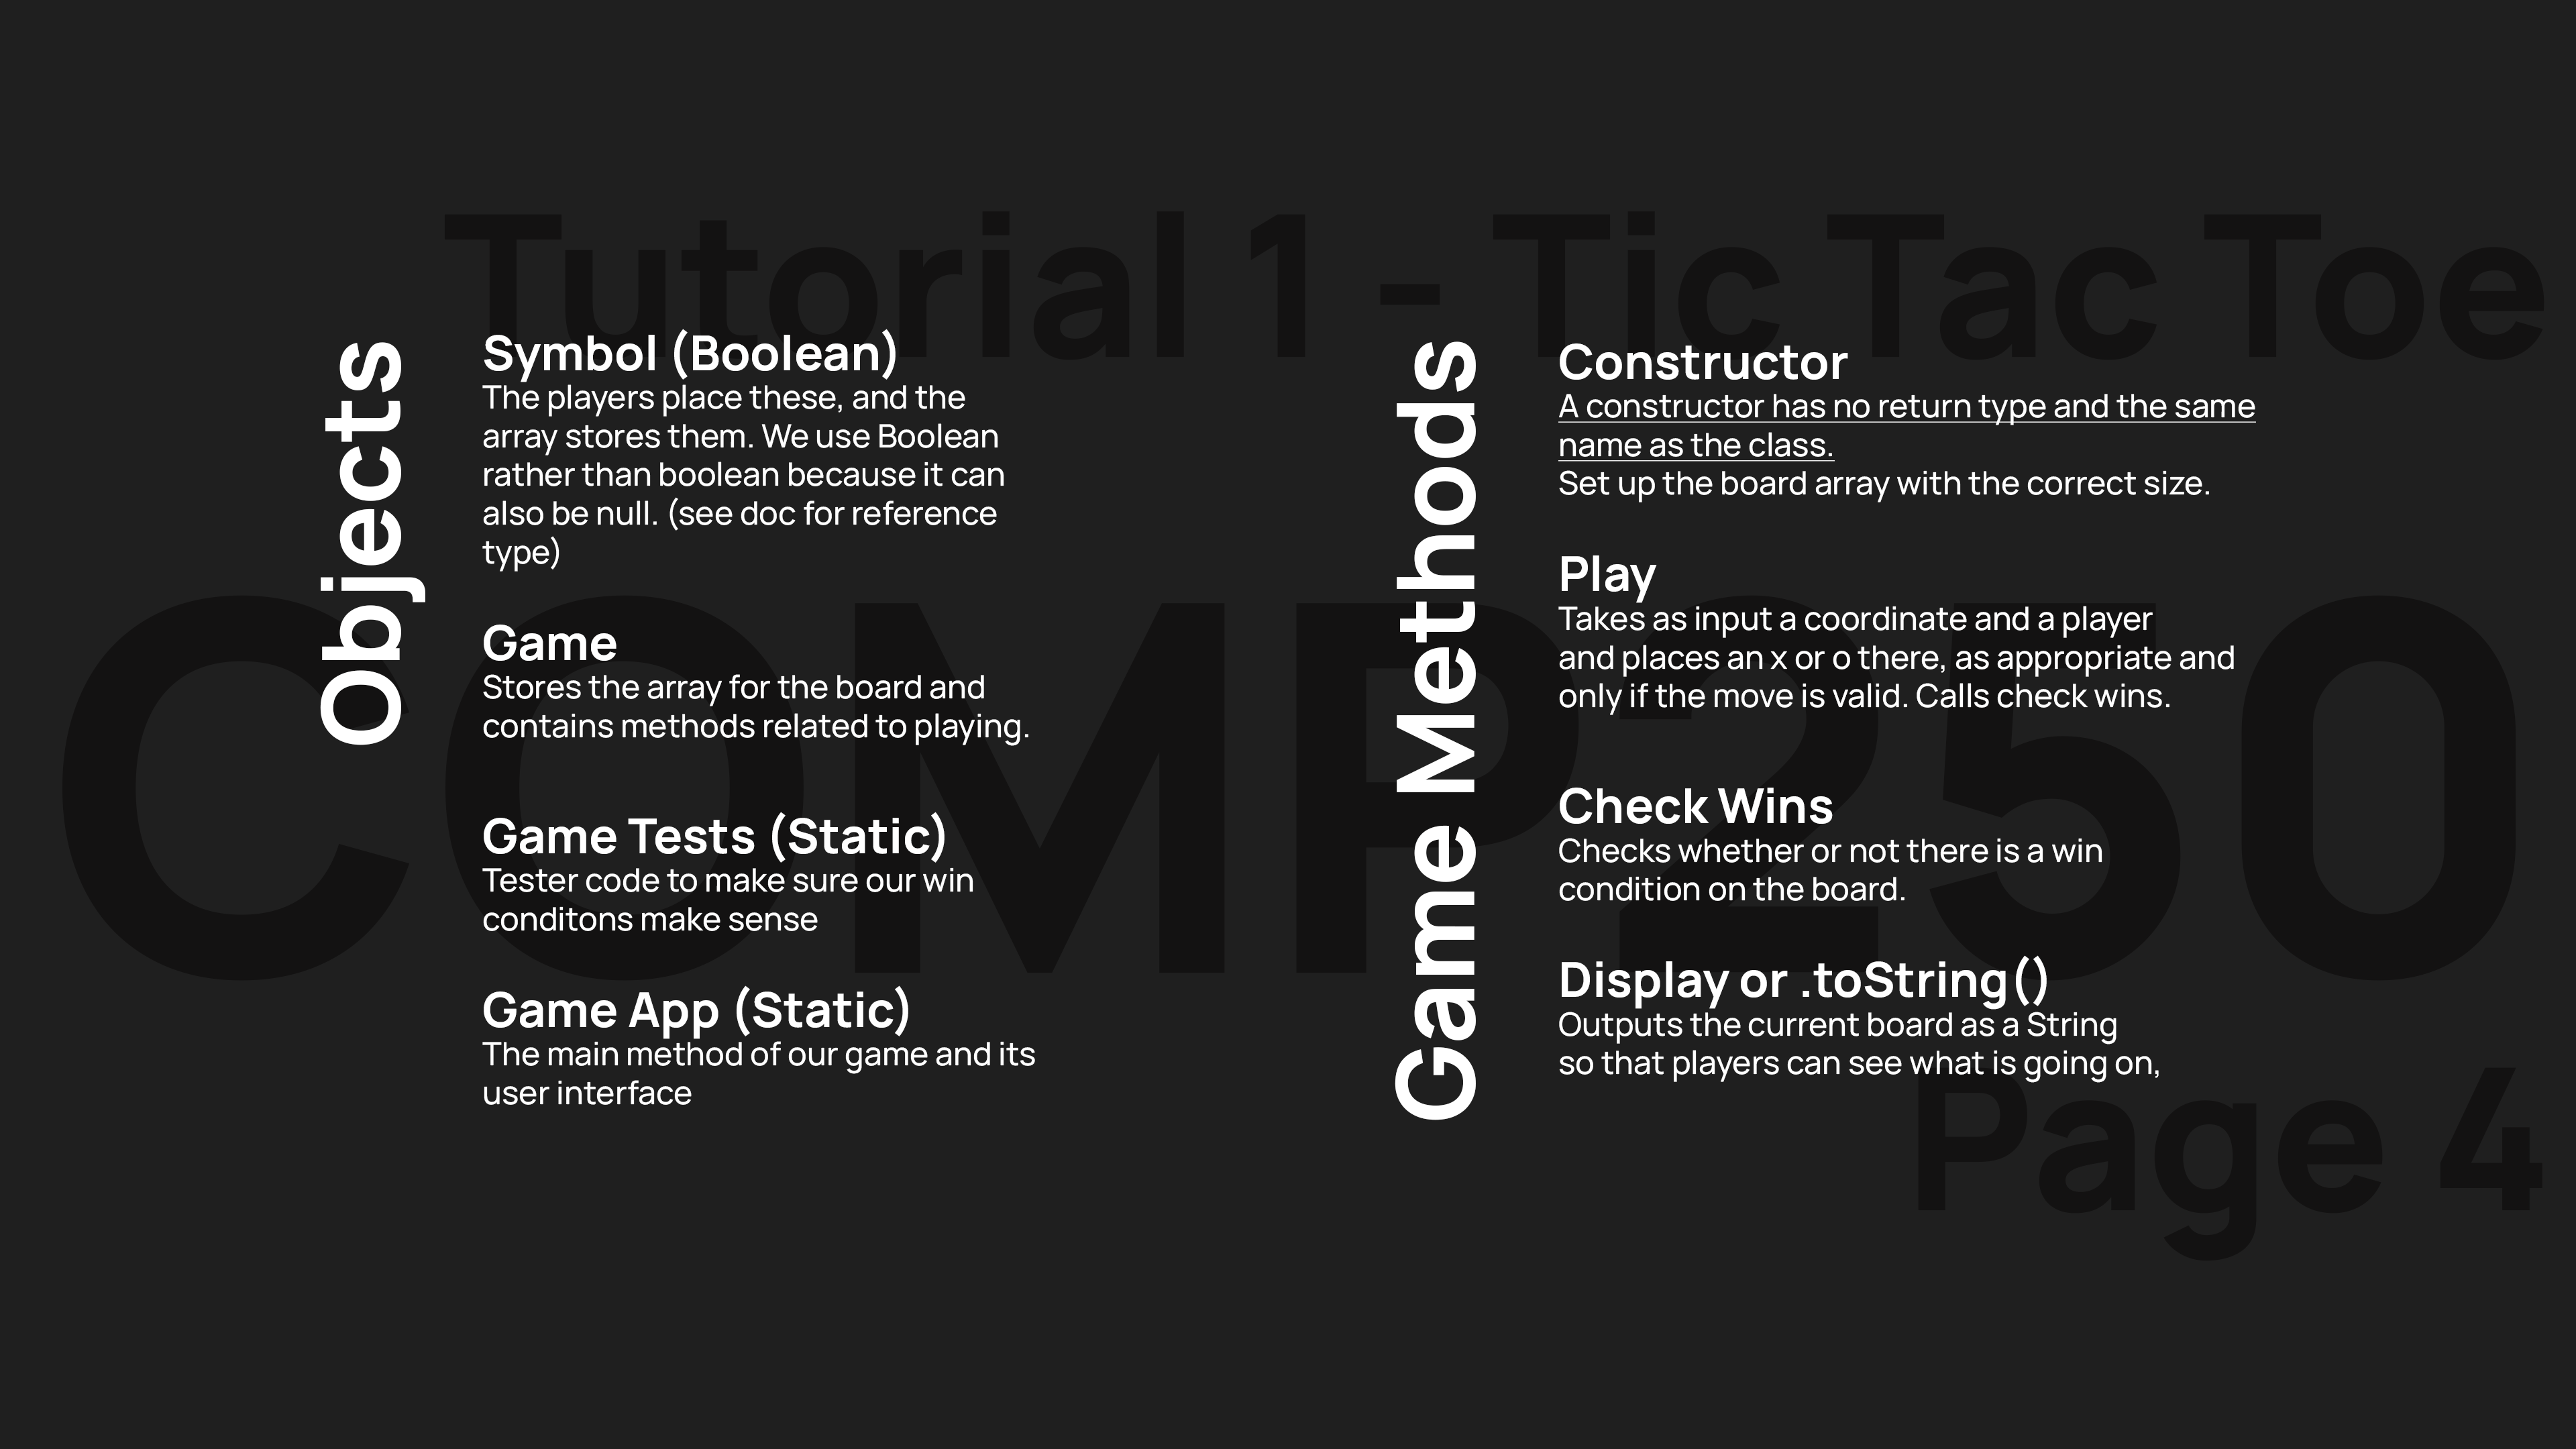 Tutorial 1 - Tic Tac Toe
COMP250
Page 4
Objects
Symbol (Boolean)
The players place these, and the
array stores them. We use Boolean
rather than boolean because it can
also be null. (see doc for reference
type)
Game
Stores the array for the board and
contains methods related to playing.
Game Tests (Static)
Tester code to make sure our win
conditons make sense
Game App (Static)
The main method of our game and its
user interface
Game Methods
Constructor
A constructor has no return type and the same
name as the class.
Set up the board array with the correct size.
Play
Takes as input a coordinate and a player
and places an x or o there, as appropriate and
only if the move is valid. Calls check wins.
Check Wins
Checks whether or not there is a win
condition on the board.
Display or .toString()
Outputs the current board as a String
so that players can see what is going on,